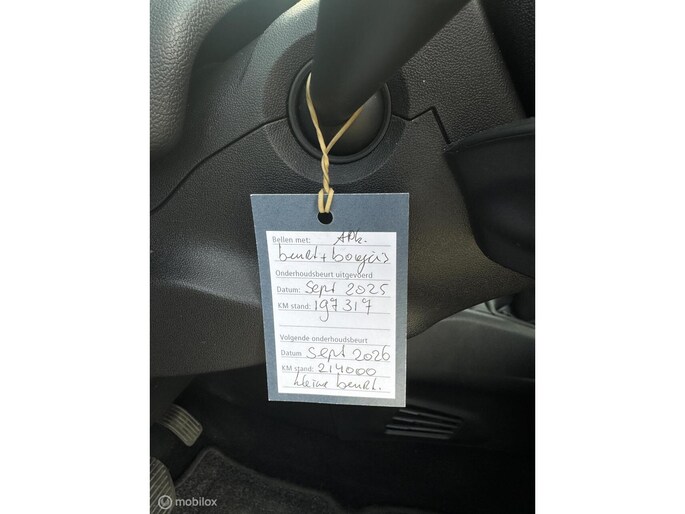 Bellen met: APK.
beurt + bougies
Onderhoudsbeurt uitgevoerd
Datum: Sept 2025
KM stand: 197317
Volgende onderhoudsbeurt
Datum Sept 2026
KM stand: 214000
kleine beurt.
mobilox